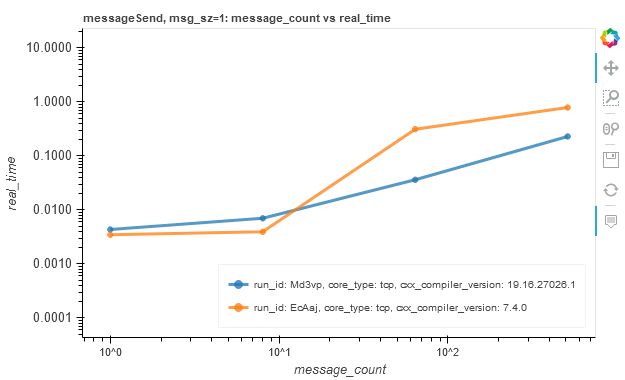 messageSend, msg_sz=1: message_count vs real_time
10.0000
1.0000
0.1000
0.0100
0.0010
0.0001
real_time
run_id: Md3vp, core_type: tcp, cxx_compiler_version: 19.16.27026.1
run_id: EcAaj, core_type: tcp, cxx_compiler_version: 7.4.0
10^0
10^1
10^2
message_count